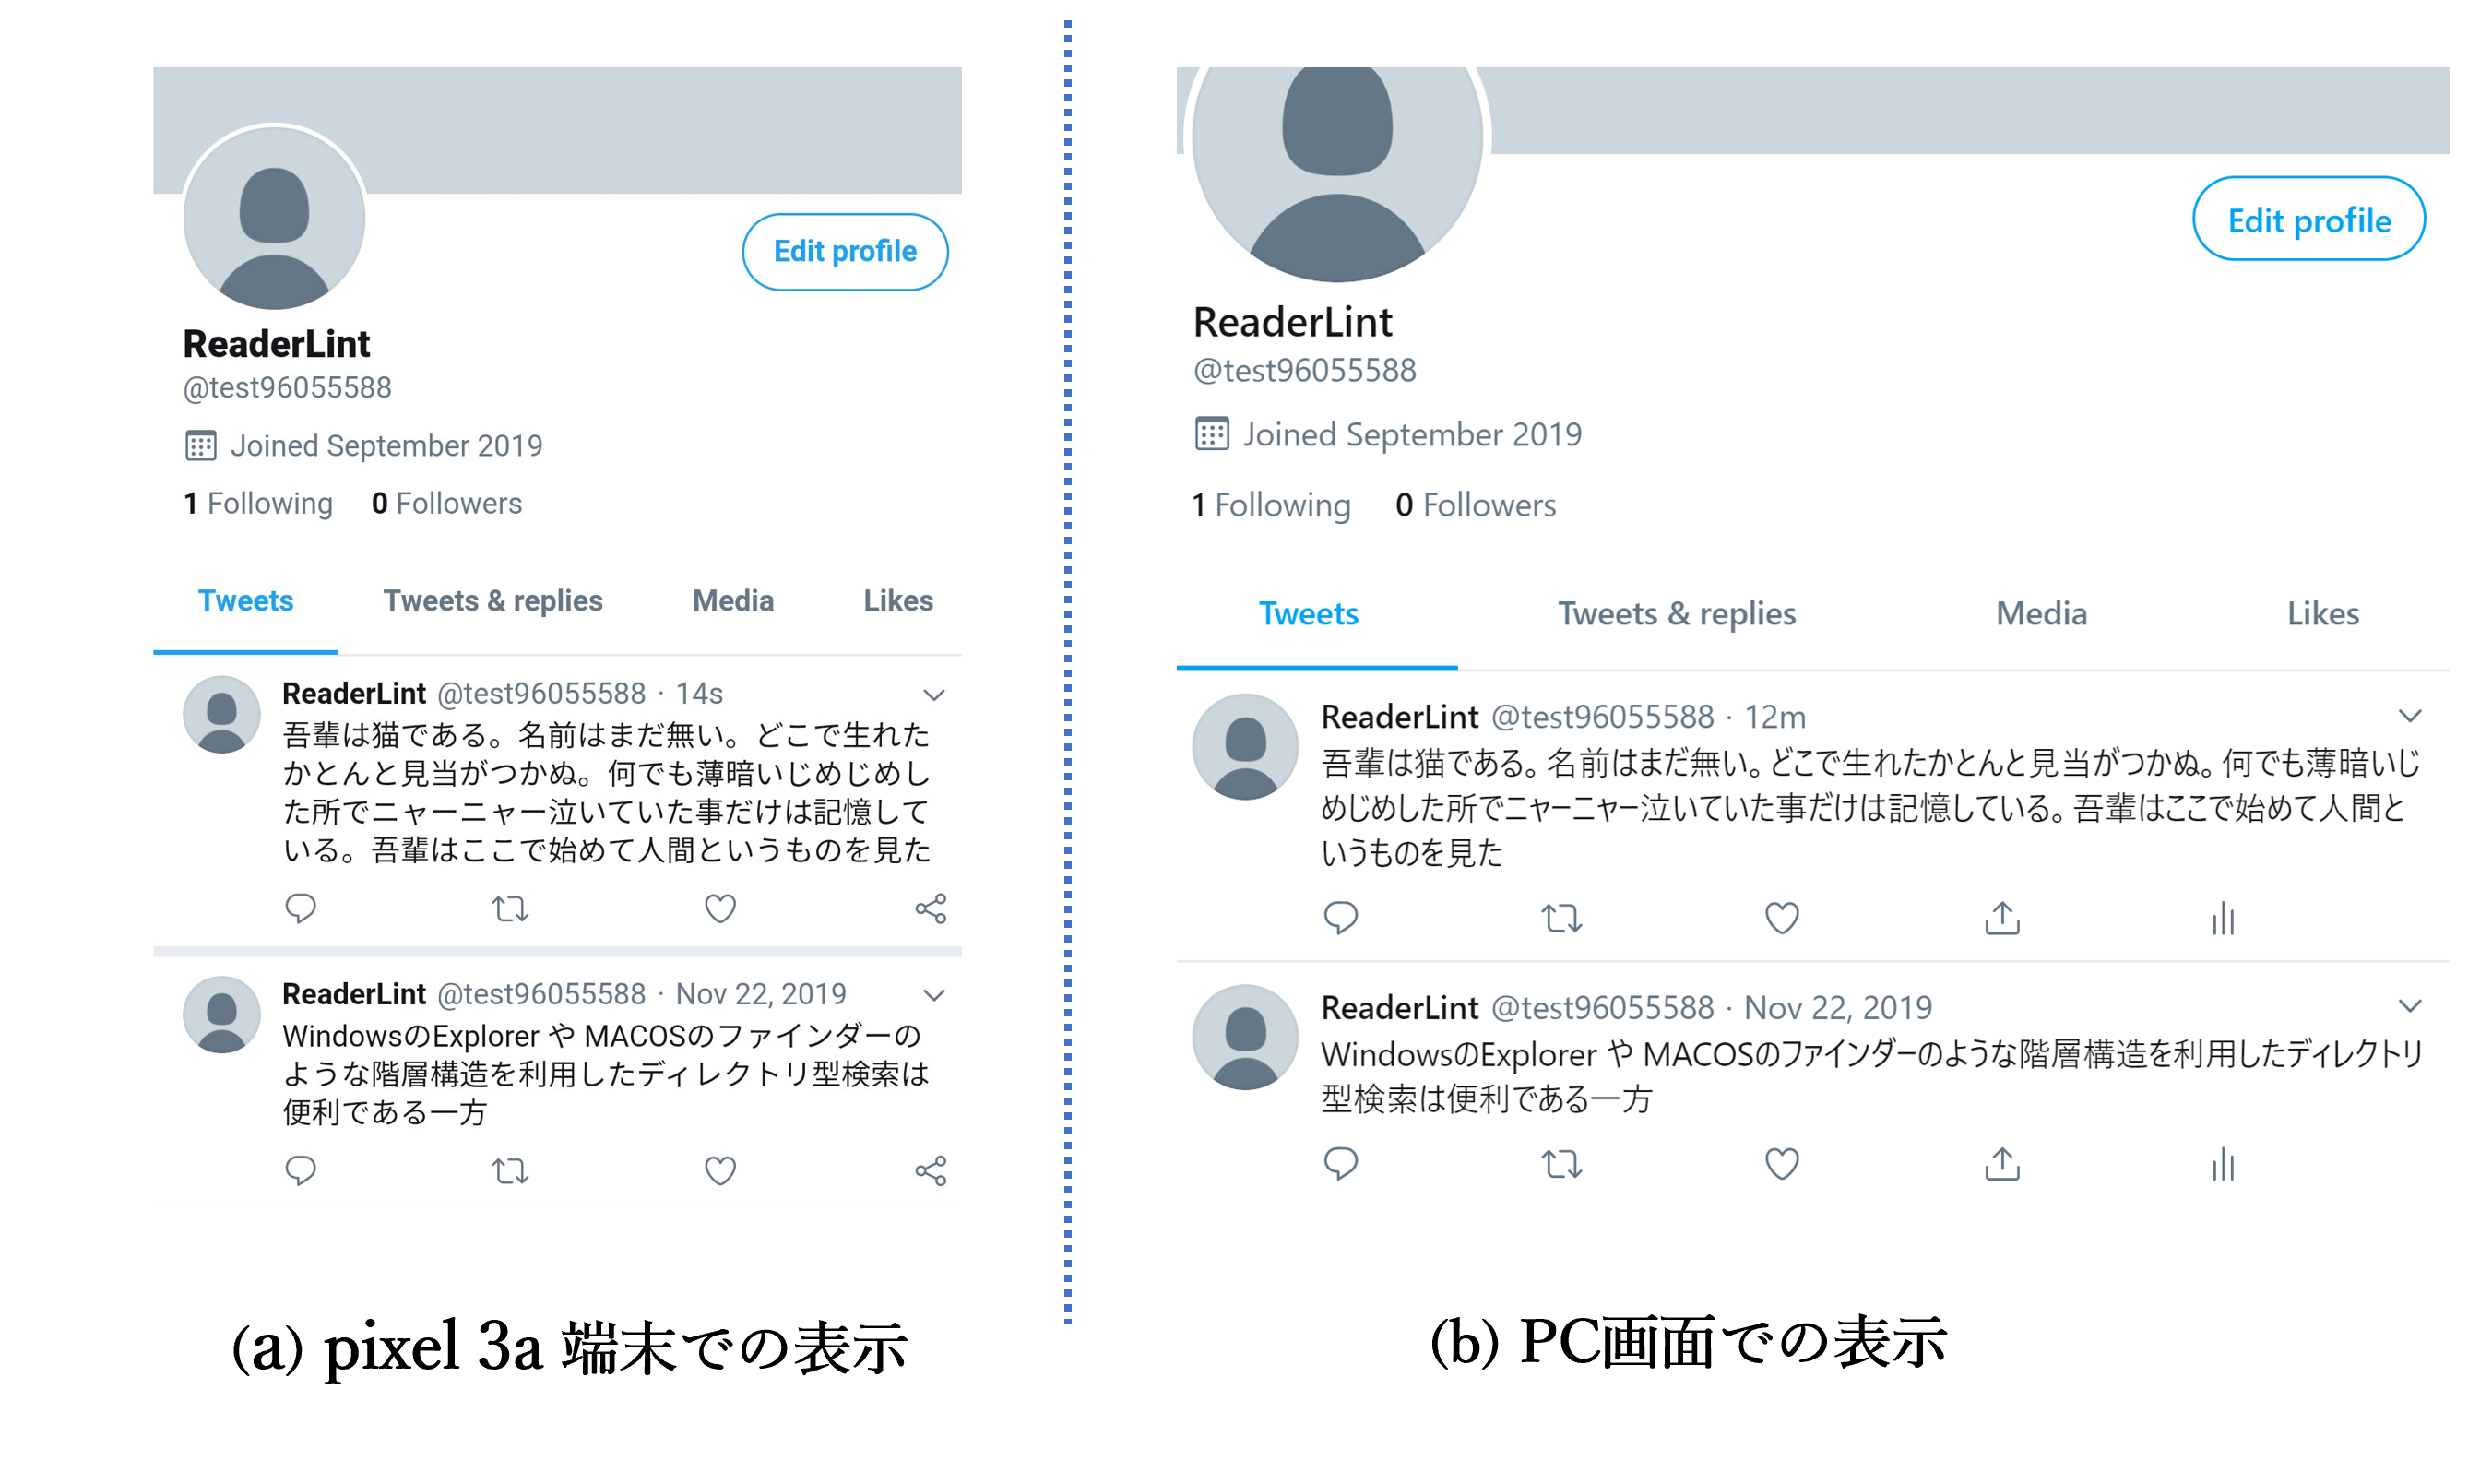 Edit profile
ReaderLint
@test96055588
Joined September 2019
1 Following 0 Followers
Tweets Tweets & replies Media Likes
ReaderLint @test96055588 · 14s
吾輩は猫である。名前はまだ無い。どこで生れた
かとんと見当がつかぬ。何でも薄暗いじめじめし
た所でニャーニャー泣いていた事だけは記憶して
いる。吾輩はここで始めて人間というものを見た
ReaderLint @test96055588 · Nov 22, 2019
WindowsのExplorer や MACOSのファインダーの
ような階層構造を利用したディレクトリ型検索は
便利である一方
(a) pixel 3a 端末での表示
Edit profile
ReaderLint
@test96055588
Joined September 2019
1 Following 0 Followers
Tweets Tweets & replies Media Likes
ReaderLint @test96055588 · 12m
吾輩は猫である。名前はまだ無い。どこで生れたかとんと見当がつかぬ。何でも薄暗いじ
めじめした所でニャーニャー泣いていた事だけは記憶している。吾輩はここで始めて人間と
いうものを見た
ReaderLint @test96055588 · Nov 22, 2019
WindowsのExplorer や MACOSのファインダーのような階層構造を利用したディレクトリ
型検索は便利である一方
(b) PC画面での表示